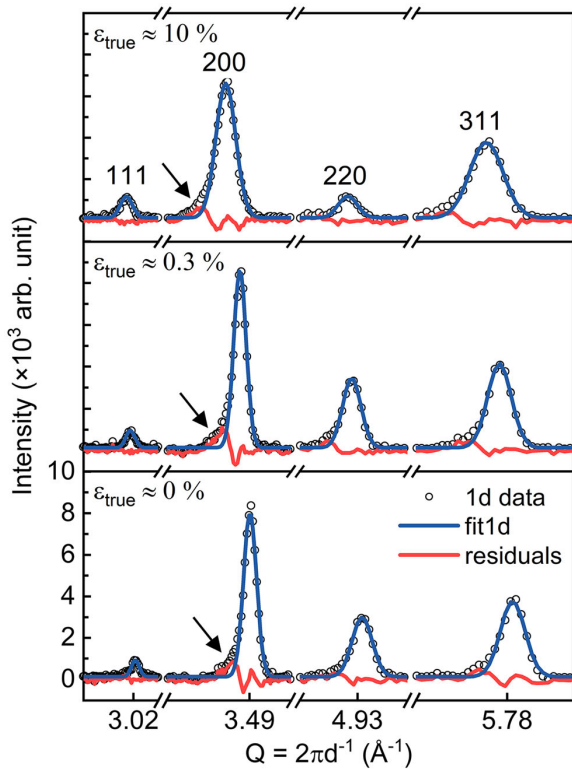 ε_true ≈ 10 %
200
311
111
220
ε_true ≈ 0.3 %
Intensity (×10³ arb. unit)
10
ε_true ≈ 0 %
1d data
8
fit1d
6
residuals
4
2
0
3.02 3.49 4.93 5.78
Q = 2πd⁻¹ (Å⁻¹)